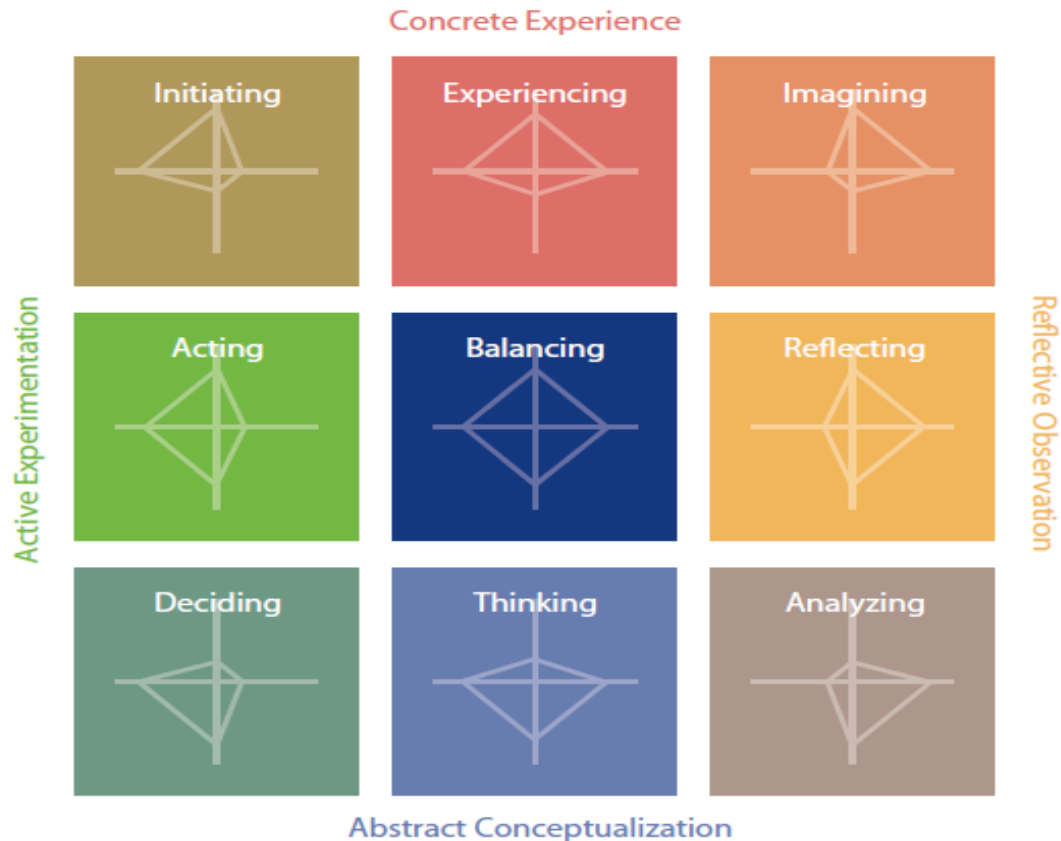 Concrete Experience
Initiating
Experiencing
Imagining
Active Experimentation
Acting
Balancing
Reflecting
Reflective Observation
Deciding
Thinking
Analyzing
Abstract Conceptualization